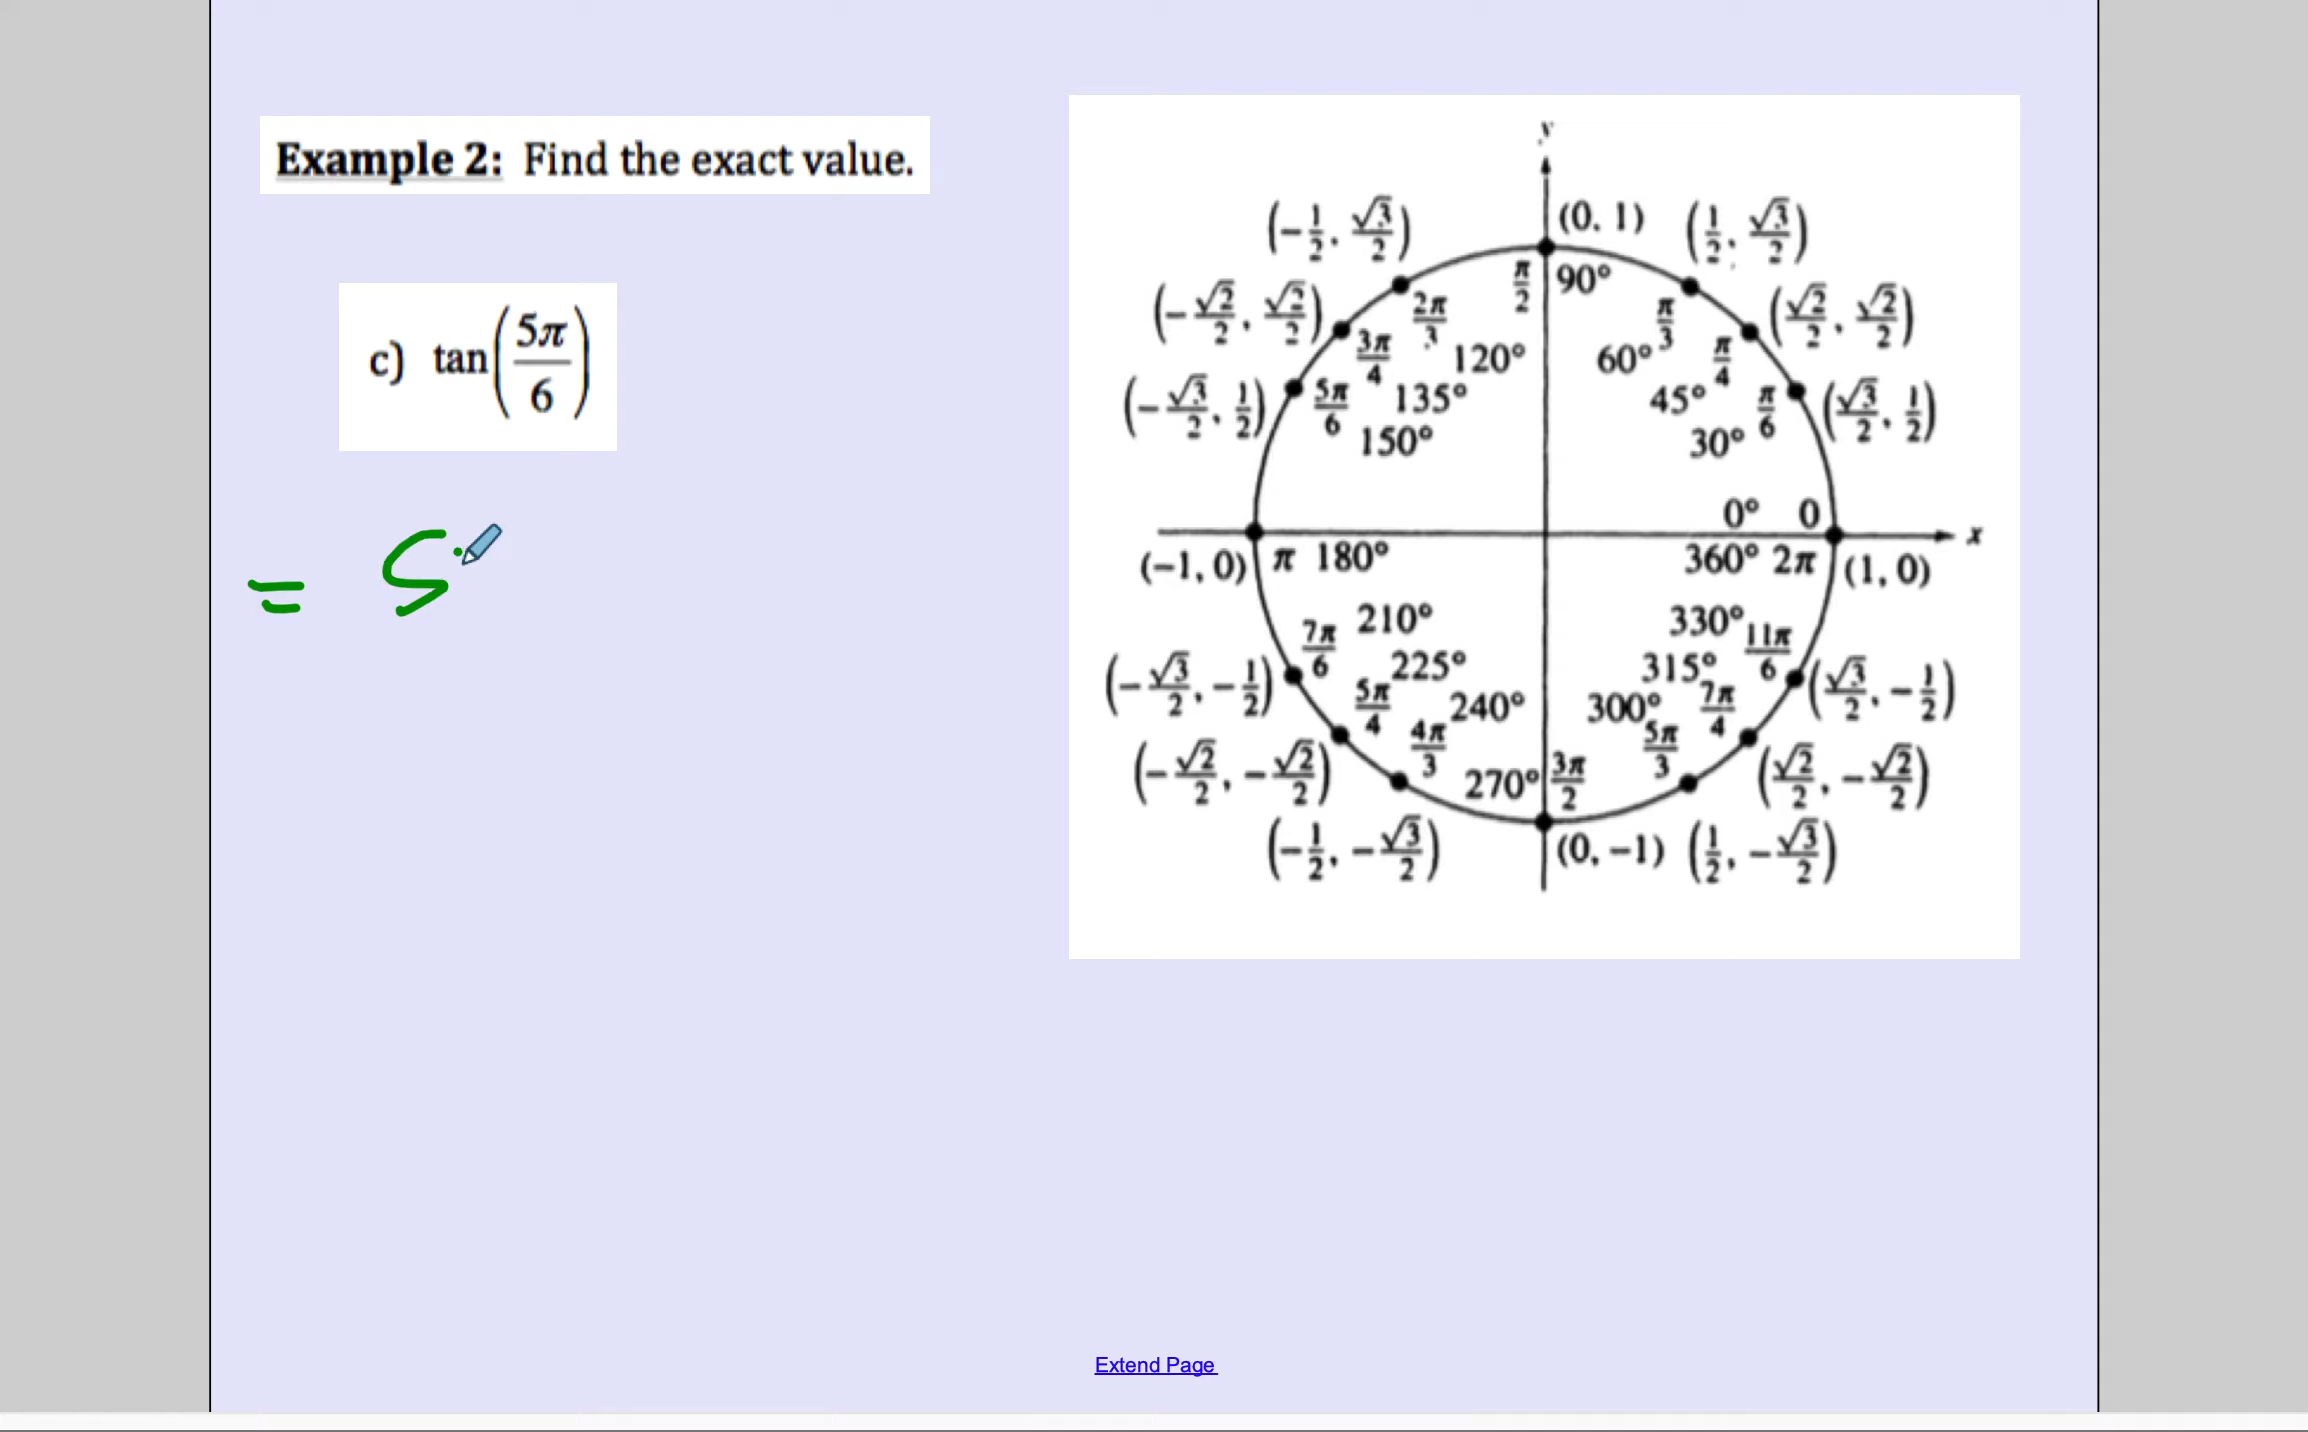 Example 2: Find the exact value.
c) tan(5π/6)
= S
y
(0, 1)
(-1/2, √3/2)
(1/2, √3/2)
(-√2/2, √2/2)
(√2/2, √2/2)
(-√3/2, 1/2)
(√3/2, 1/2)
π/2 90°
2π/3 120°
60° π/3
3π/4 135°
45° π/4
5π/6 150°
30° π/6
0° 0
x
(-1, 0) π 180°
360° 2π (1, 0)
7π/6 210°
330° 11π/6
5π/4 225°
315° 7π/4
4π/3 240°
300° 5π/3
270° 3π/2
(-√3/2, -1/2)
(√3/2, -1/2)
(-√2/2, -√2/2)
(√2/2, -√2/2)
(-1/2, -√3/2)
(0, -1)
(1/2, -√3/2)
Extend Page